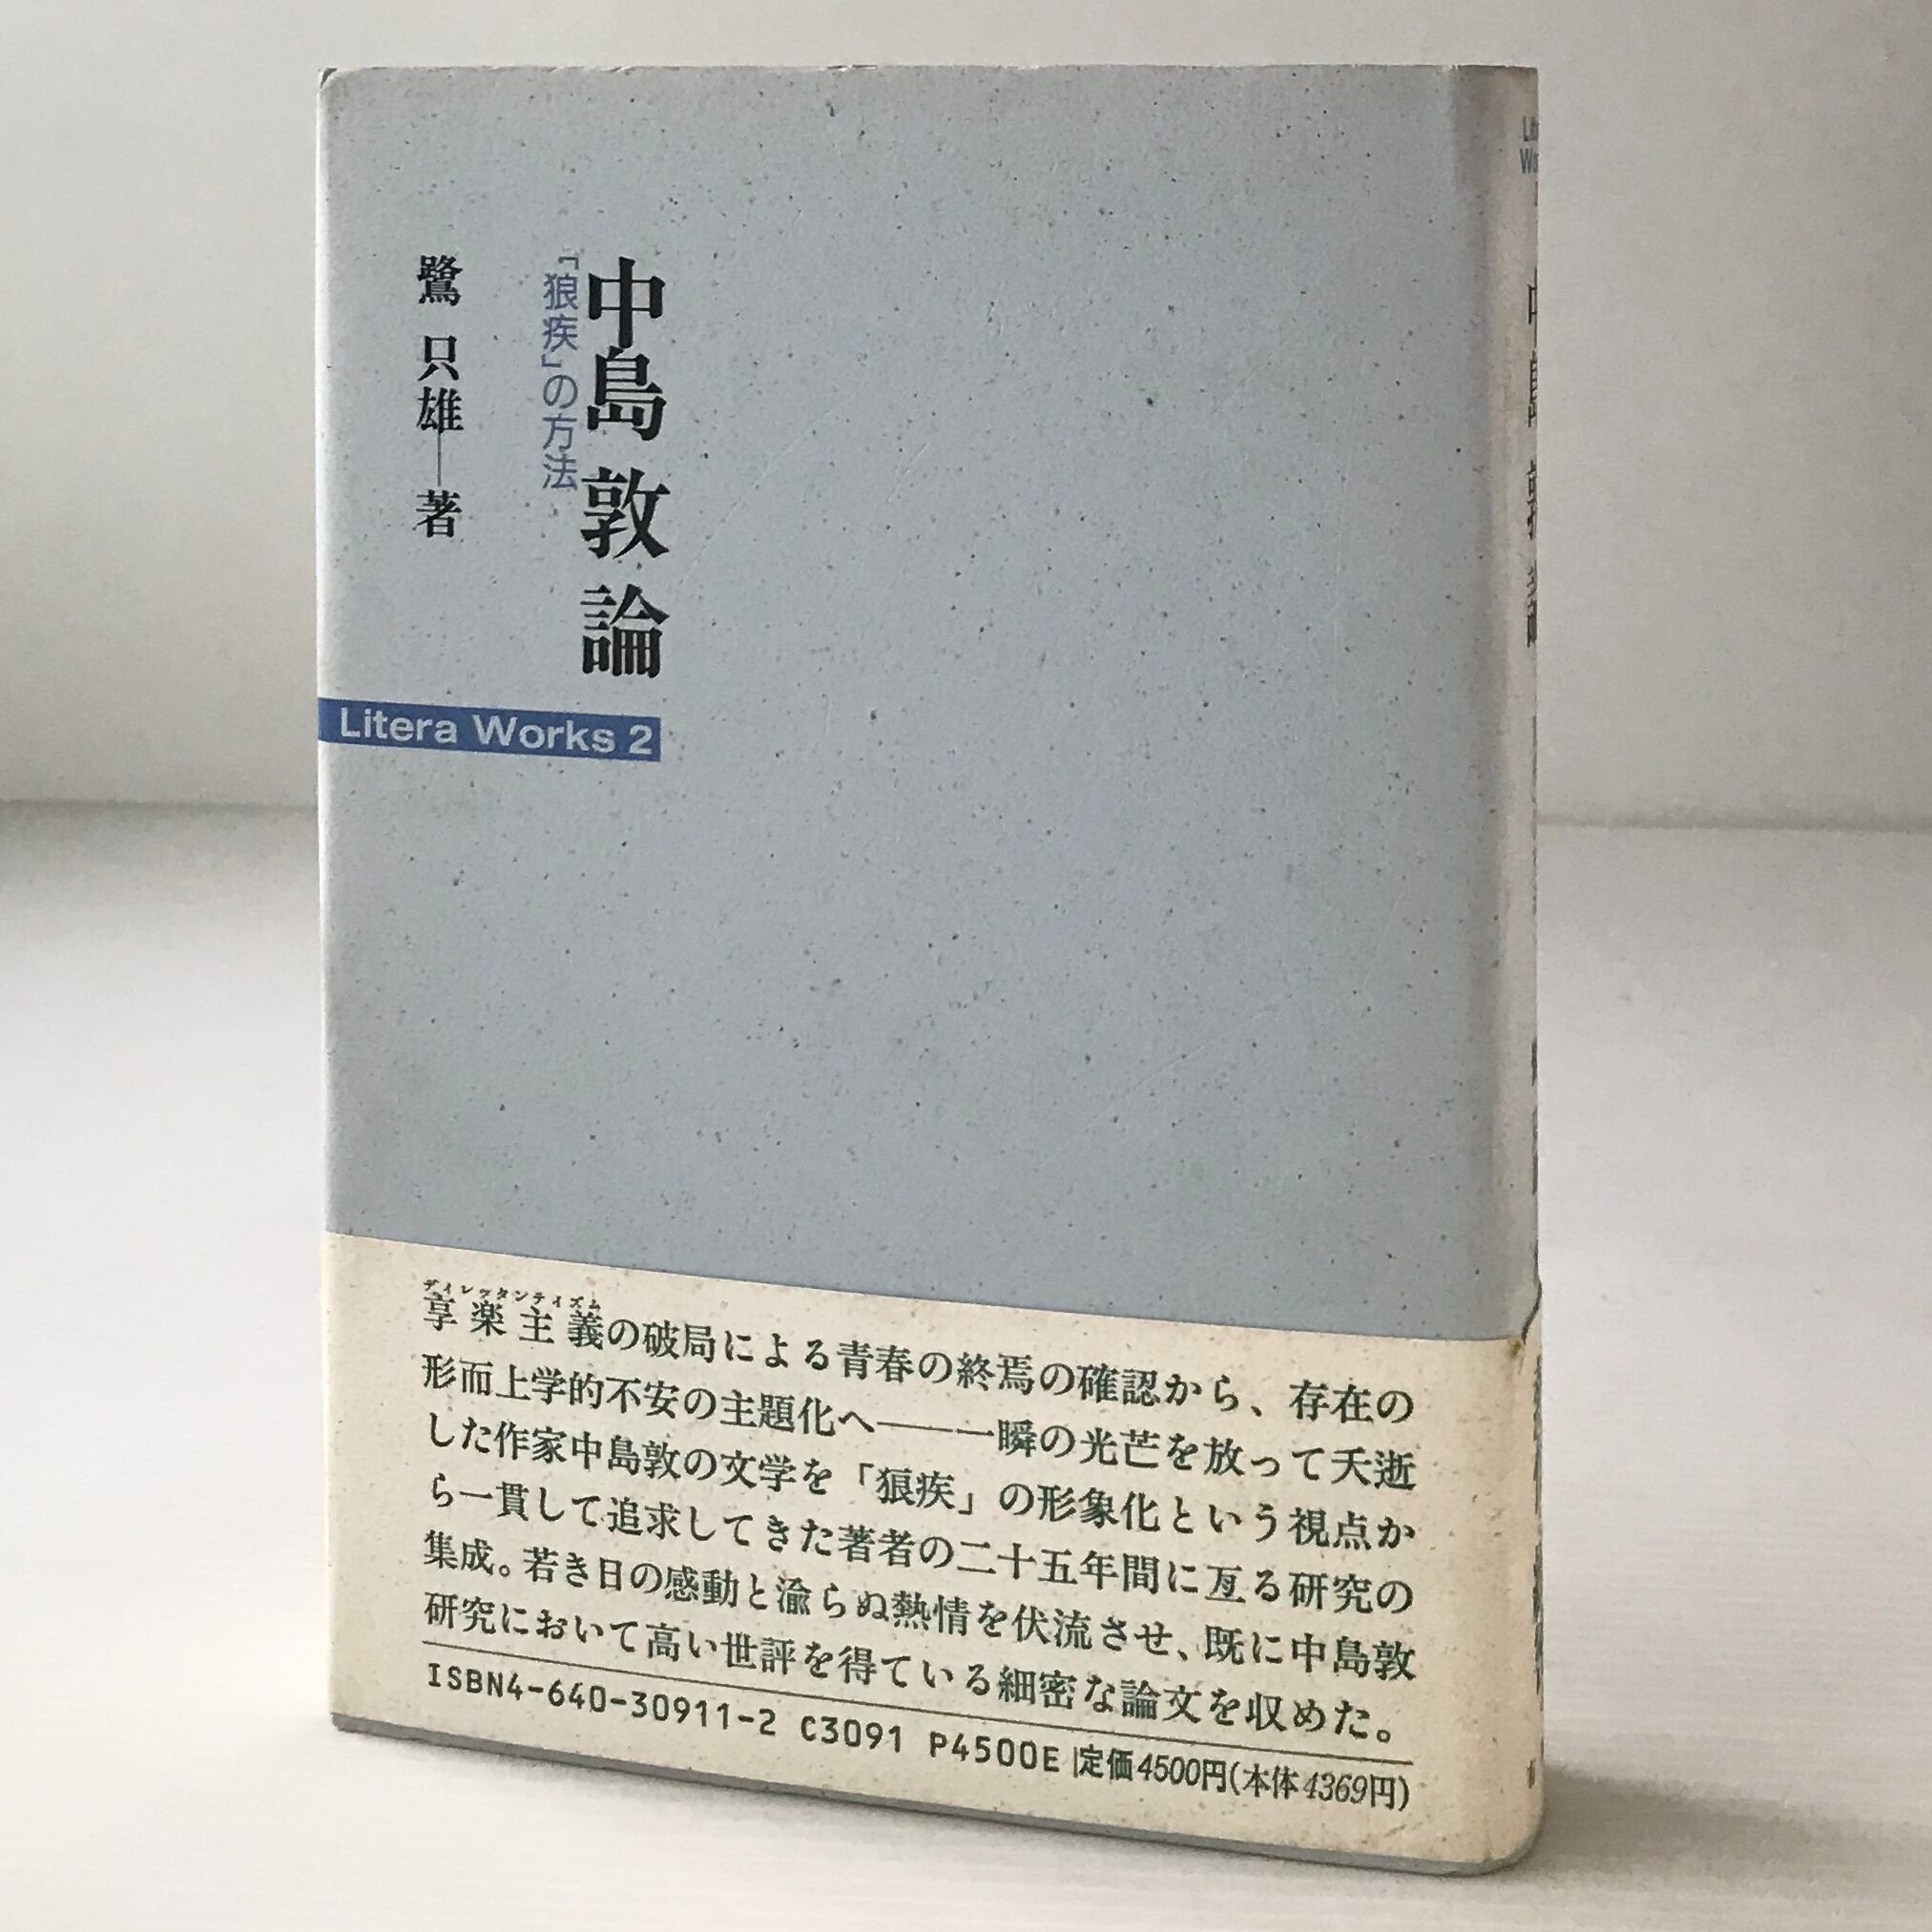 中島敦論
「狼疾」の方法
鷺只雄―著
Litera Works 2
ディレッタンティズム
享楽主義の破局による青春の終焉の確認から、存在の
形而上学的不安の主題化へ――一瞬の光芒を放って夭逝
した作家中島敦の文学を「狼疾」の形象化という視点か
ら一貫して追求してきた著者の二十五年間に亙る研究の
集成。若き日の感動と渝らぬ熱情を伏流させ、既に中島敦
研究において高い世評を得ている細密な論文を収めた。
ISBN4-640-30911-2 C3091 P4500E 定価4500円(本体4369円)